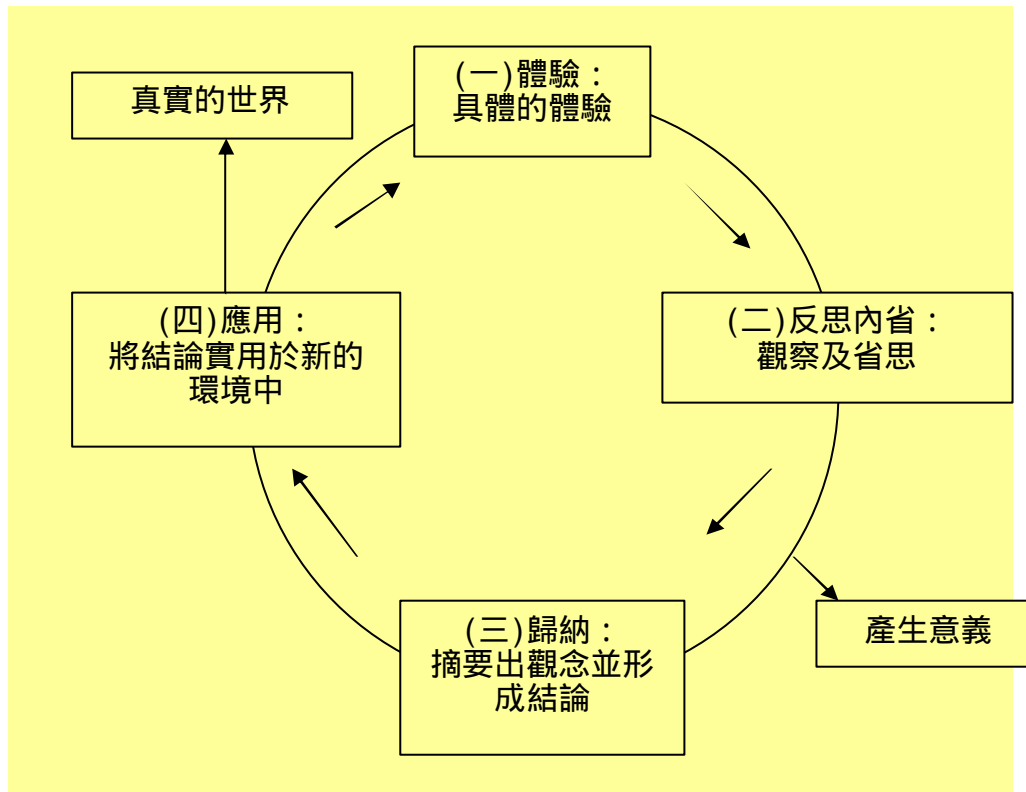 (一)體驗：
具體的體驗
真實的世界
(二)反思內省：
觀察及省思
產生意義
(三)歸納：
摘要出觀念並形
成結論
(四)應用：
將結論實用於新的
環境中